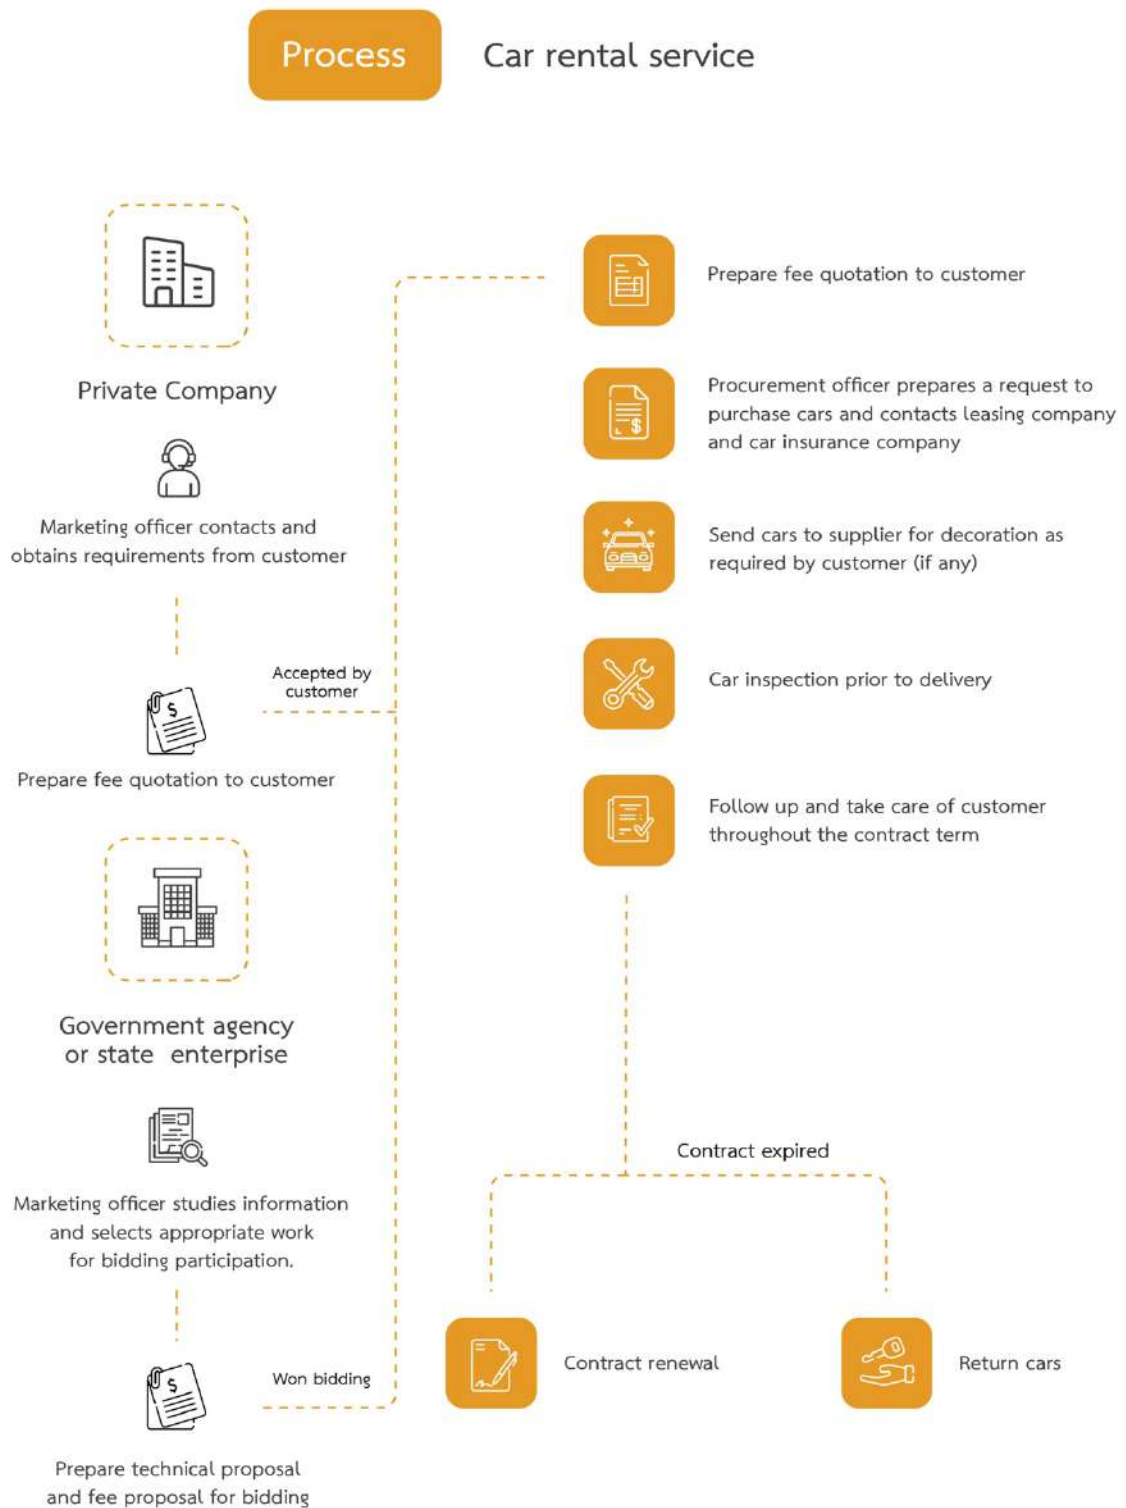 Process
Car rental service
Private Company
Marketing officer contacts and
obtains requirements from customer
Accepted by
customer
Prepare fee quotation to customer
Government agency
or state enterprise
Marketing officer studies information
and selects appropriate work
for bidding participation.
Won bidding
Prepare technical proposal
and fee proposal for bidding
Prepare fee quotation to customer
Procurement officer prepares a request to
purchase cars and contacts leasing company
and car insurance company
Send cars to supplier for decoration as
required by customer (if any)
Car inspection prior to delivery
Follow up and take care of customer
throughout the contract term
Contract expired
Contract renewal
Return cars